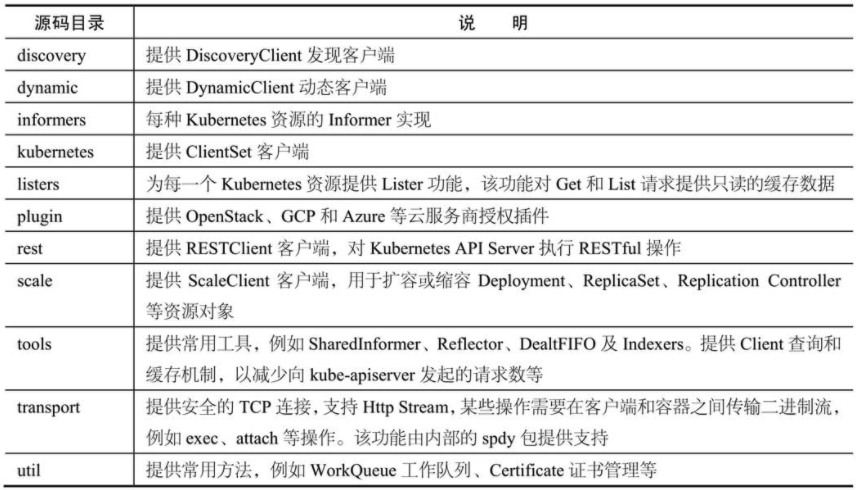 源码目录 说 明
discovery 提供 DiscoveryClient 发现客户端
dynamic 提供 DynamicClient 动态客户端
informers 每种 Kubernetes 资源的 Informer 实现
kubernetes 提供 ClientSet 客户端
listers 为每一个 Kubernetes 资源提供 Lister 功能，该功能对 Get 和 List 请求提供只读的缓存数据
plugin 提供 OpenStack、GCP 和 Azure 等云服务商授权插件
rest 提供 RESTClient 客户端，对 Kubernetes API Server 执行 RESTful 操作
scale 提供 ScaleClient 客户端，用于扩容或缩容 Deployment、ReplicaSet、Replication Controller
等资源对象
tools 提供常用工具，例如 SharedInformer、Reflector、DealtFIFO 及 Indexers。提供 Client 查询和
缓存机制，以减少向 kube-apiserver 发起的请求数等
transport 提供安全的 TCP 连接，支持 Http Stream，某些操作需要在客户端和容器之间传输二进制流，
例如 exec、attach 等操作。该功能由内部的 spdy 包提供支持
util 提供常用方法，例如 WorkQueue 工作队列、Certificate 证书管理等